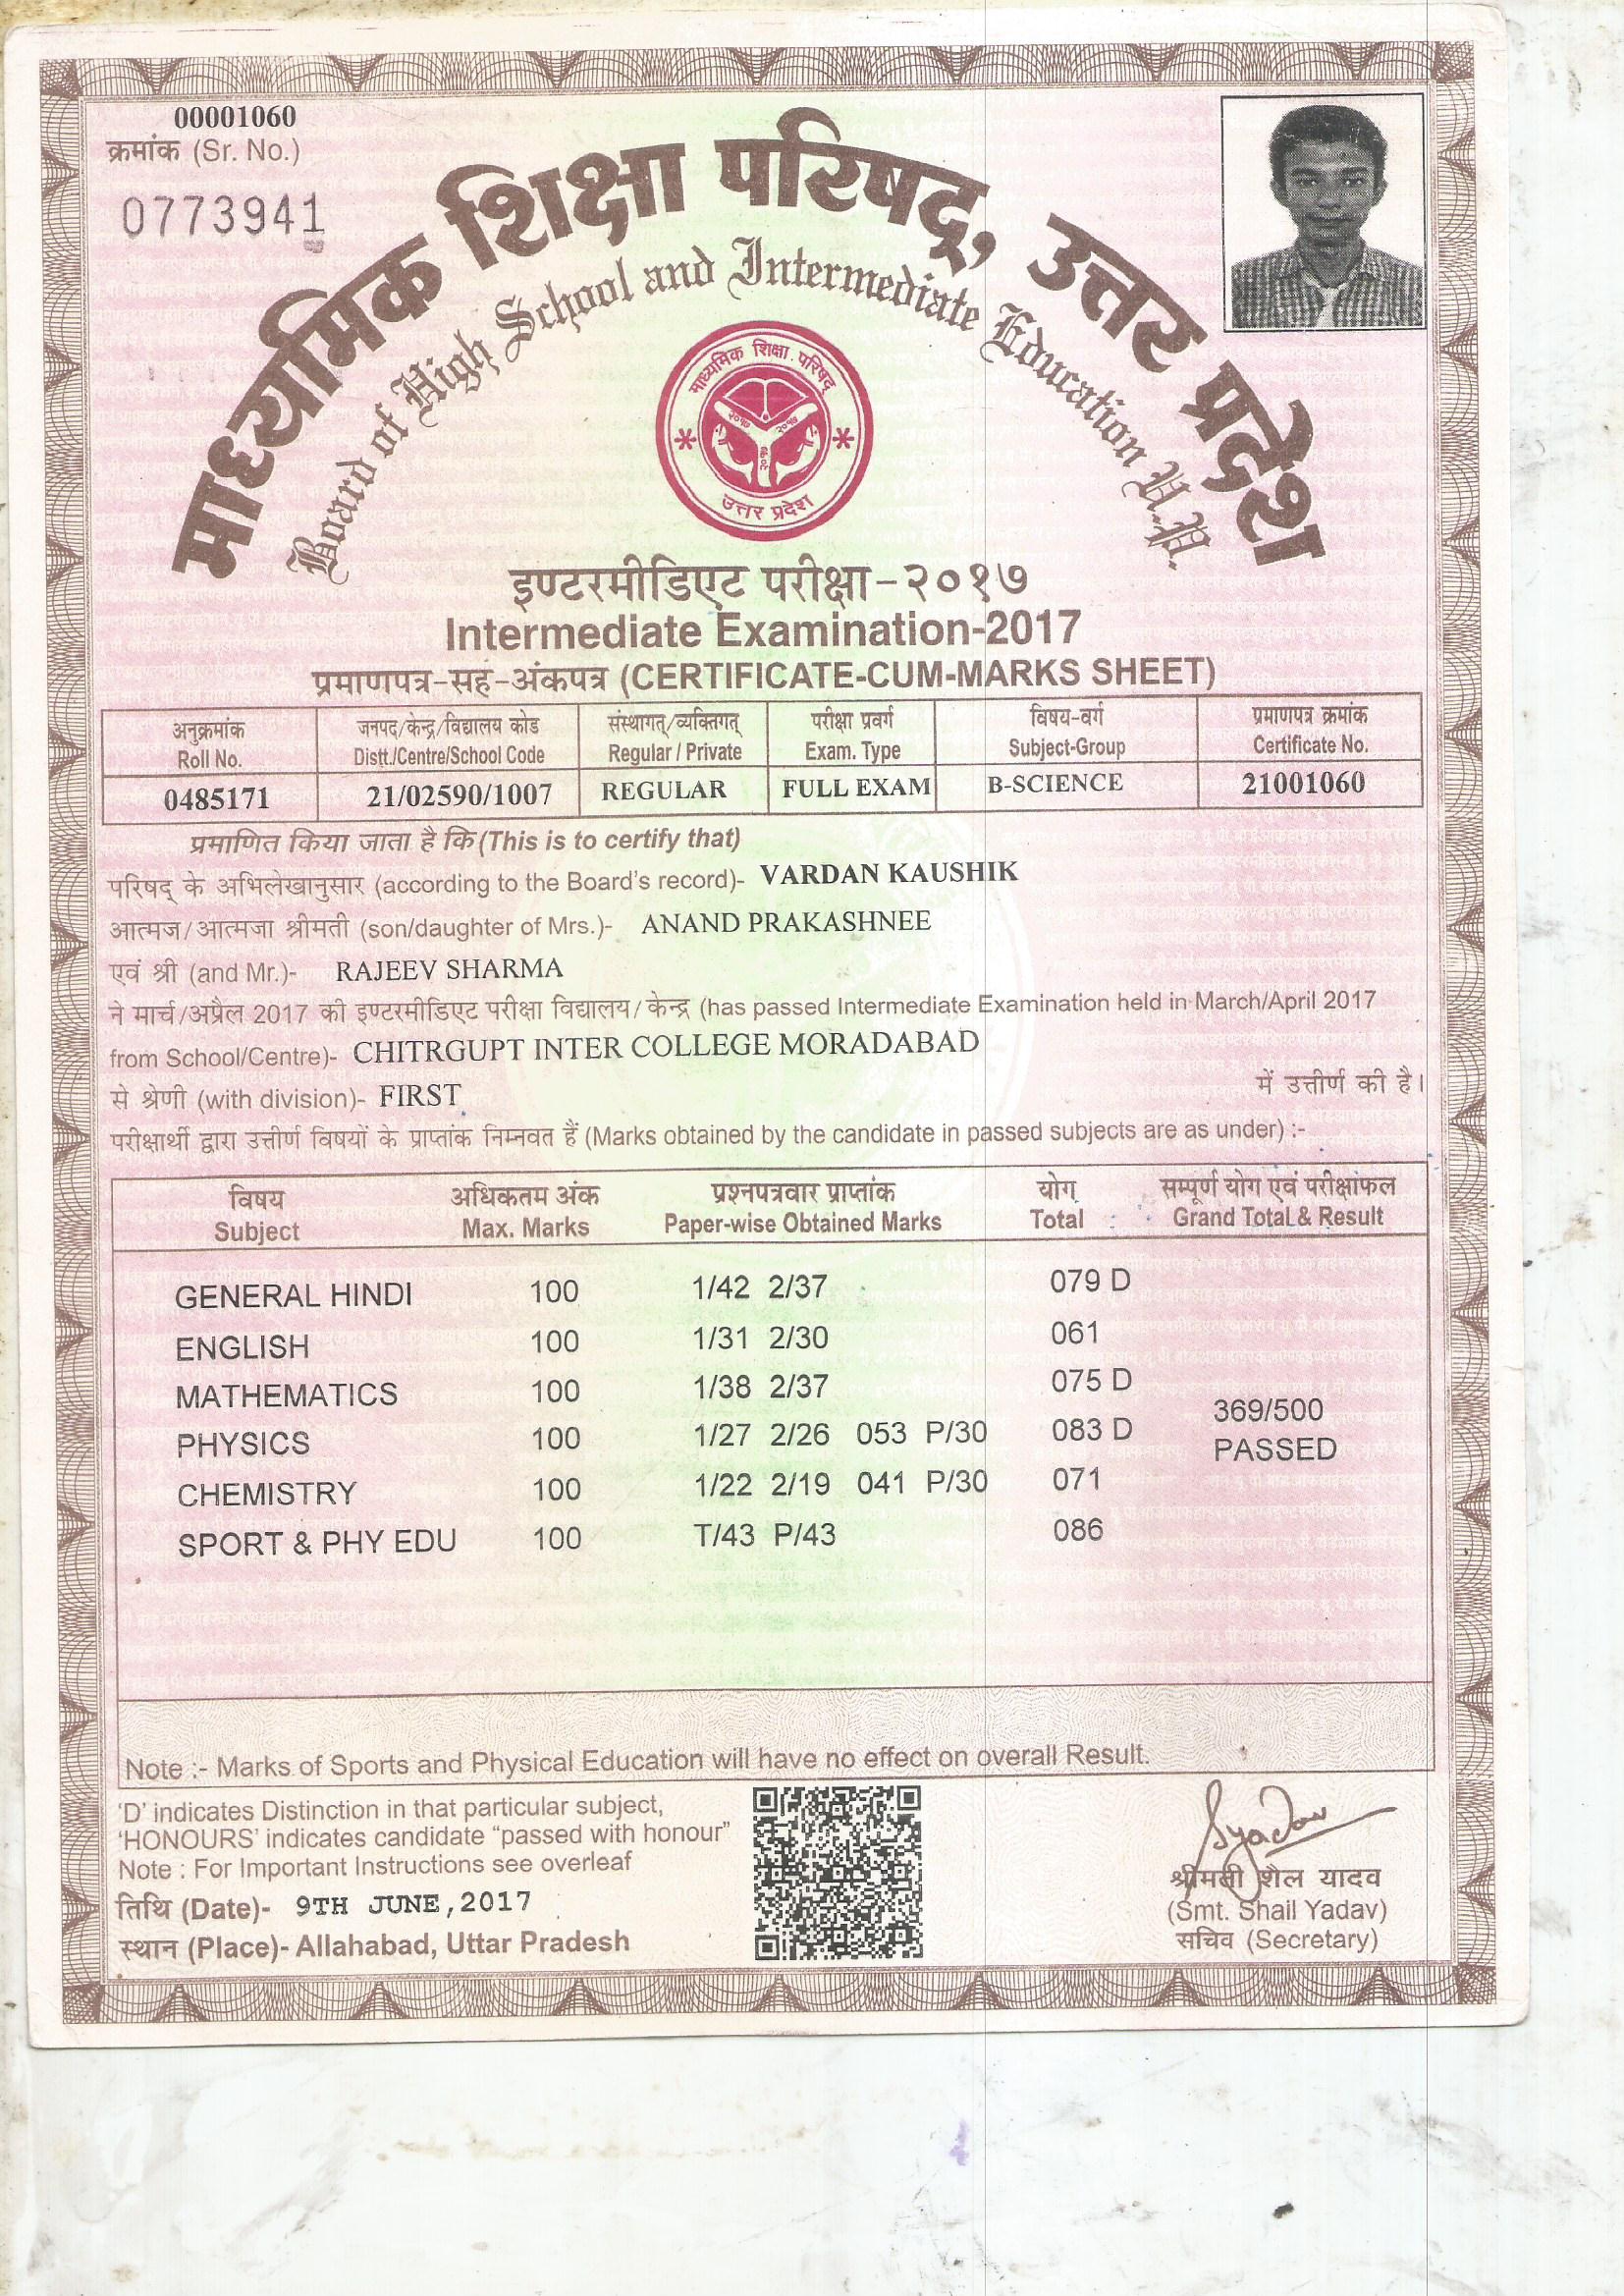 00001060
क्रमांक (Sr. No.)
0773941
माध्यमिक शिक्षा परिषद्, उत्तर प्रदेश
Board of High School and Intermediate Education U.P.
माध्यमिक शिक्षा परिषद
२०१७ २०१७
२०१७
उत्तर प्रदेश
इण्टरमीडिएट परीक्षा-२०१७
Intermediate Examination-2017
प्रमाणपत्र-सह-अंकपत्र (CERTIFICATE-CUM-MARKS SHEET)
अनुक्रमांक जनपद/केन्द्र/विद्यालय कोड संस्थागत्/व्यक्तिगत् परीक्षा प्रवर्ग विषय-वर्ग प्रमाणपत्र क्रमांक
Roll No. Distt./Centre/School Code Regular / Private Exam. Type Subject-Group Certificate No.
0485171 21/02590/1007 REGULAR FULL EXAM B-SCIENCE 21001060
प्रमाणित किया जाता है कि (This is to certify that)
परिषद् के अभिलेखानुसार (according to the Board's record)- VARDAN KAUSHIK
आत्मज/आत्मजा श्रीमती (son/daughter of Mrs.)- ANAND PRAKASHNEE
एवं श्री (and Mr.)- RAJEEV SHARMA
ने मार्च/अप्रैल 2017 की इण्टरमीडिएट परीक्षा विद्यालय/केन्द्र (has passed Intermediate Examination held in March/April 2017
from School/Centre)- CHITRGUPT INTER COLLEGE MORADABAD
से श्रेणी (with division)- FIRST में उत्तीर्ण की है।
परीक्षार्थी द्वारा उत्तीर्ण विषयों के प्राप्तांक निम्नवत हैं (Marks obtained by the candidate in passed subjects are as under) :-
विषय अधिकतम अंक प्रश्नपत्रवार प्राप्तांक योग सम्पूर्ण योग एवं परीक्षाफल
Subject Max. Marks Paper-wise Obtained Marks Total Grand Total & Result
GENERAL HINDI 100 1/42 2/37 079 D
ENGLISH 100 1/31 2/30 061
MATHEMATICS 100 1/38 2/37 075 D
369/500
PHYSICS 100 1/27 2/26 053 P/30 083 D
PASSED
CHEMISTRY 100 1/22 2/19 041 P/30 071
SPORT & PHY EDU 100 T/43 P/43 086
Note :- Marks of Sports and Physical Education will have no effect on overall Result.
'D' indicates Distinction in that particular subject,
'HONOURS' indicates candidate "passed with honour"
Note : For Important Instructions see overleaf
तिथि (Date)- 9TH JUNE,2017
स्थान (Place)- Allahabad, Uttar Pradesh
Syadav
श्रीमती शैल यादव
(Smt. Shail Yadav)
सचिव (Secretary)